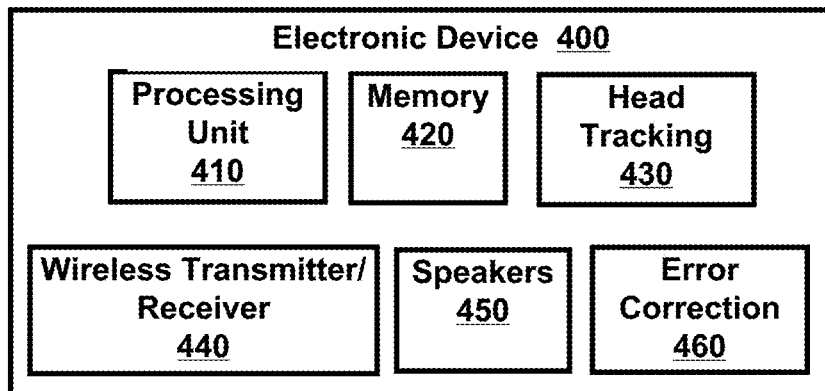 Electronic Device 400
Processing
Unit
410
Memory
420
Head
Tracking
430
Wireless Transmitter/
Receiver
440
Speakers
450
Error
Correction
460